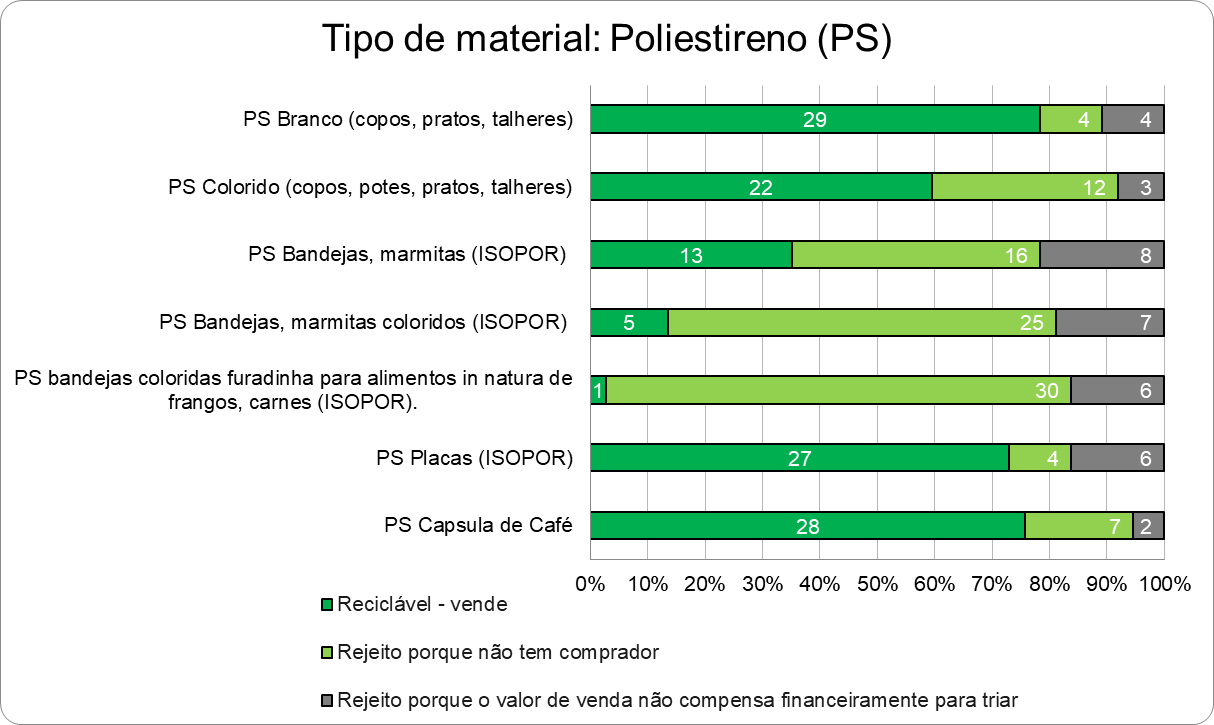 Tipo de material: Poliestireno (PS)
PS Branco (copos, pratos, talheres)
29 4 4
PS Colorido (copos, potes, pratos, talheres)
22 12 3
PS Bandejas, marmitas (ISOPOR)
13 16 8
PS Bandejas, marmitas coloridos (ISOPOR)
5 25 7
PS bandejas coloridas furadinha para alimentos in natura de
frangos, carnes (ISOPOR).
1 30 6
PS Placas (ISOPOR)
27 4 6
PS Capsula de Café
28 7 2
0% 10% 20% 30% 40% 50% 60% 70% 80% 90% 100%
Reciclável - vende
Rejeito porque não tem comprador
Rejeito porque o valor de venda não compensa financeiramente para triar